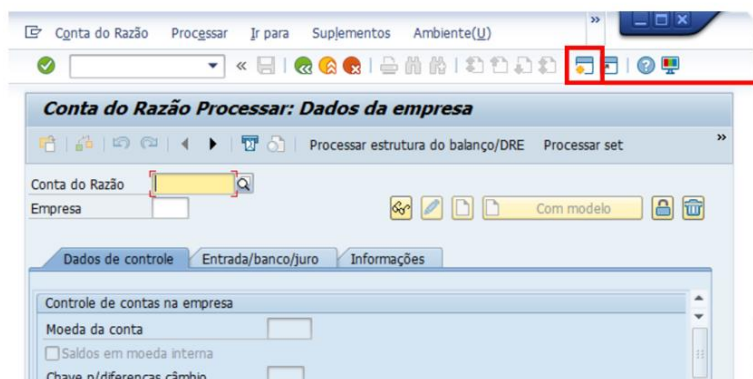 Conta do Razão Processar Ir para Suplementos Ambiente(U) »
«
Conta do Razão Processar: Dados da empresa
Processar estrutura do balanço/DRE Processar set »
Conta do Razão
Empresa Com modelo
Dados de controle Entrada/banco/juro Informações
Controle de contas na empresa
Moeda da conta
Saldos em moeda interna
Chave p/diferenças câmbio